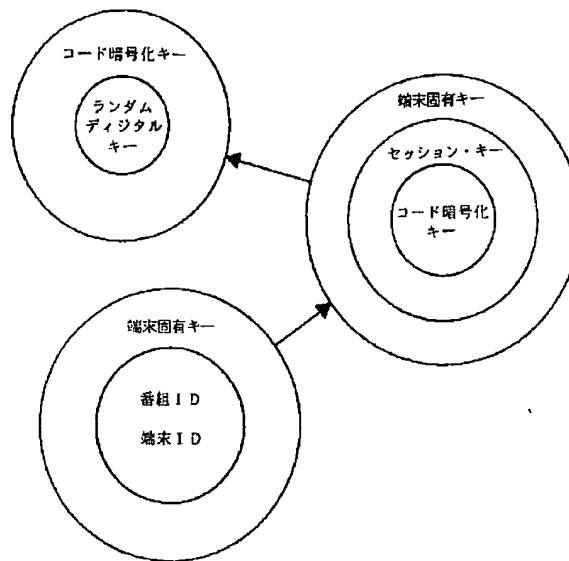 コード暗号化キー
ランダム
ディジタル
キー
端末固有キー
セッション・キー
コード暗号化
キー
端末固有キー
番組ID
端末ID